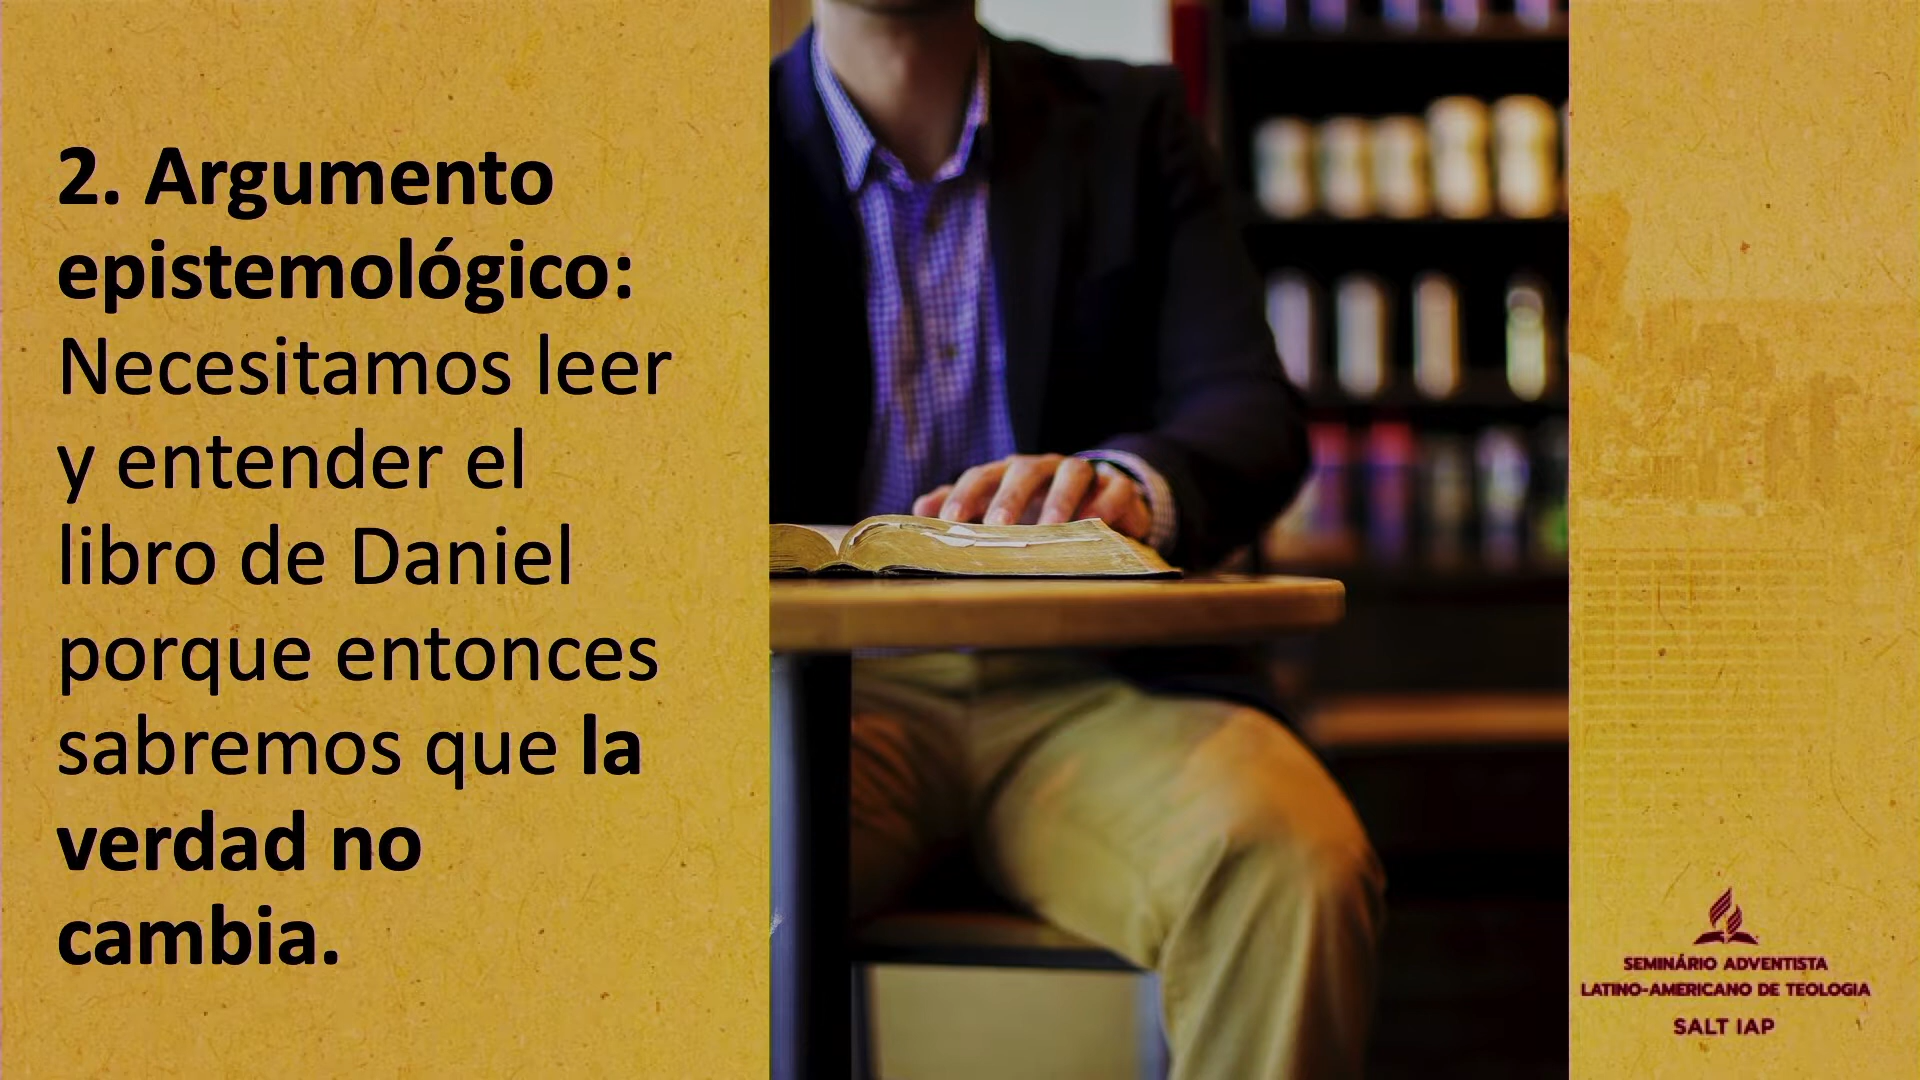 2. Argumento
epistemológico:
Necesitamos leer
y entender el
libro de Daniel
porque entonces
sabremos que la
verdad no
cambia.
SEMINÁRIO ADVENTISTA
LATINO-AMERICANO DE TEOLOGIA
SALT IAP